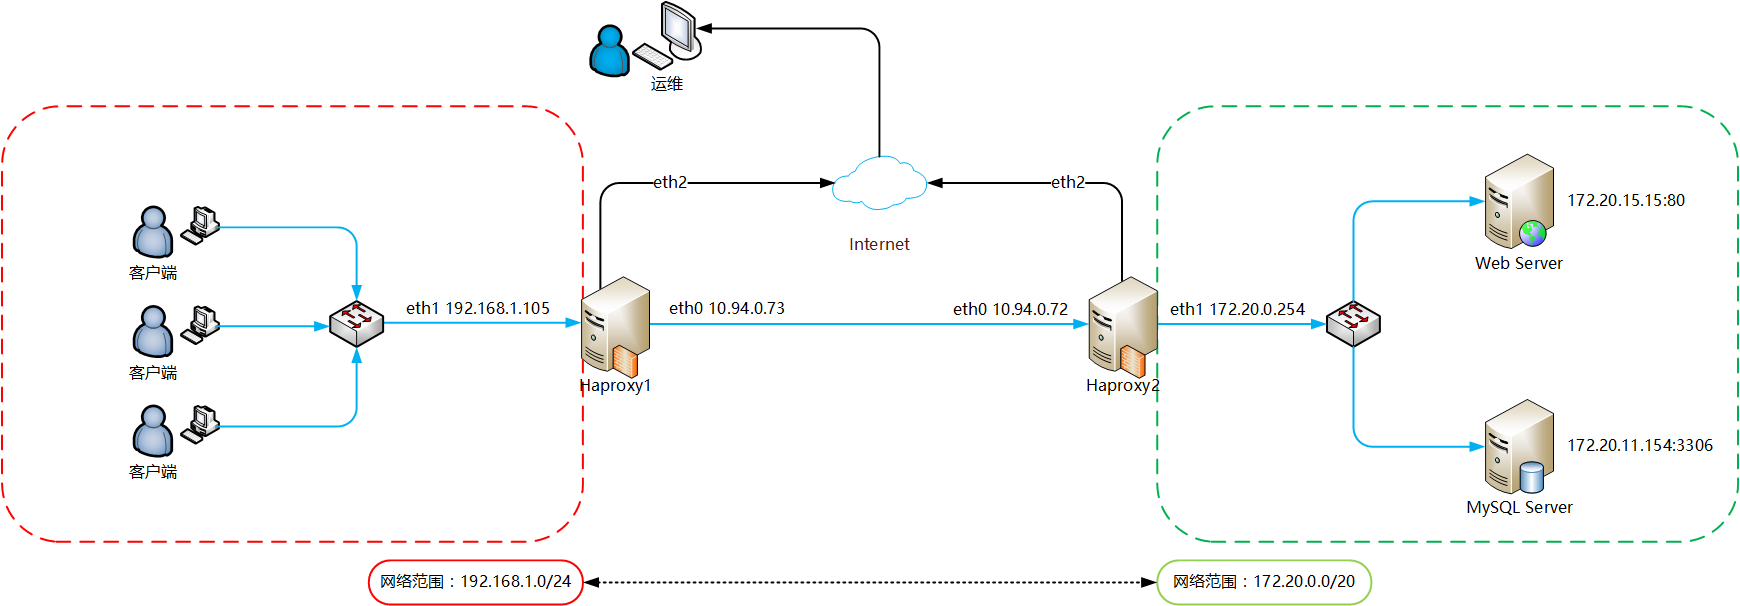 运维
eth2
eth2
Internet
客户端
客户端
客户端
eth1 192.168.1.105
eth0 10.94.0.73
eth0 10.94.0.72
eth1 172.20.0.254
Haproxy1
Haproxy2
172.20.15.15:80
Web Server
172.20.11.154:3306
MySQL Server
网络范围：192.168.1.0/24
网络范围：172.20.0.0/20